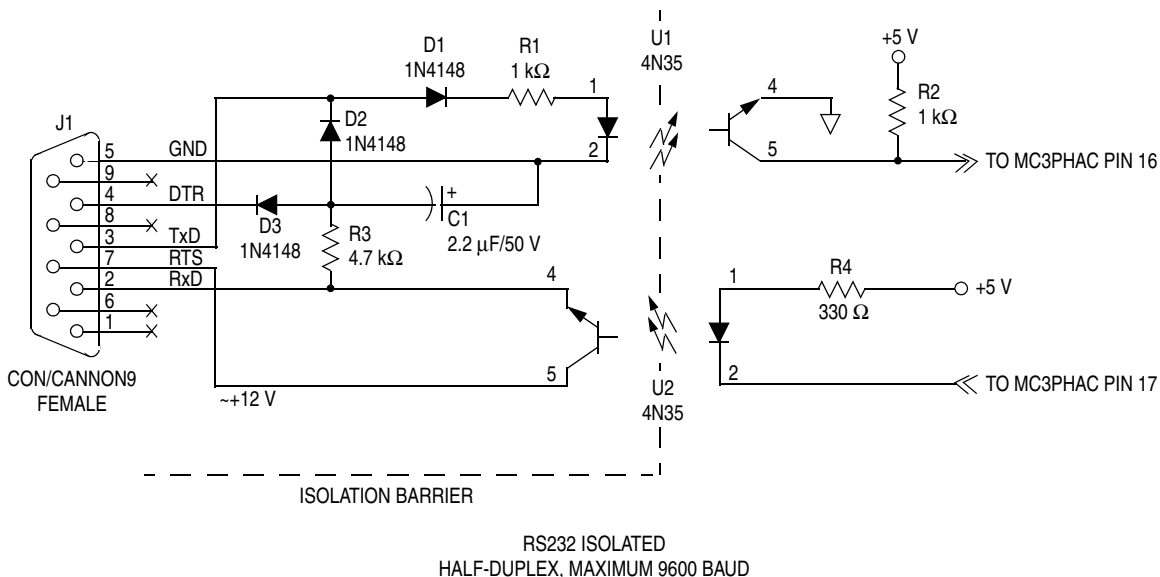 J1
5
9
4
8
3
7
2
6
1
GND
DTR
TxD
RTS
RxD
CON/CANNON9
FEMALE
~+12 V
D1
1N4148
R1
1 kΩ
D2
1N4148
D3
1N4148
R3
4.7 kΩ
+
C1
2.2 µF/50 V
1
2
U1
4N35
4
5
+5 V
R2
1 kΩ
TO MC3PHAC PIN 16
4
5
U2
4N35
1
2
R4
330 Ω
+5 V
TO MC3PHAC PIN 17
ISOLATION BARRIER
RS232 ISOLATED
HALF-DUPLEX, MAXIMUM 9600 BAUD